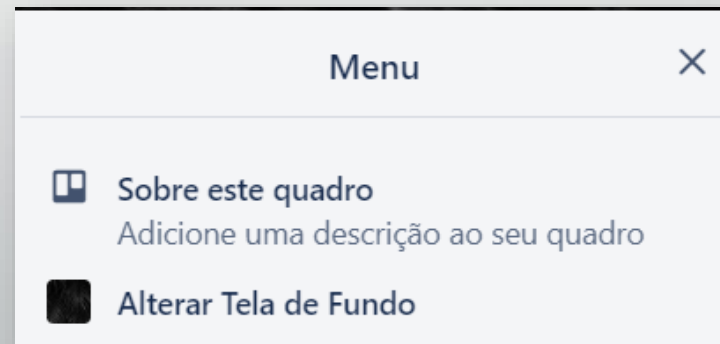 Menu
Sobre este quadro
Adicione uma descrição ao seu quadro
Alterar Tela de Fundo